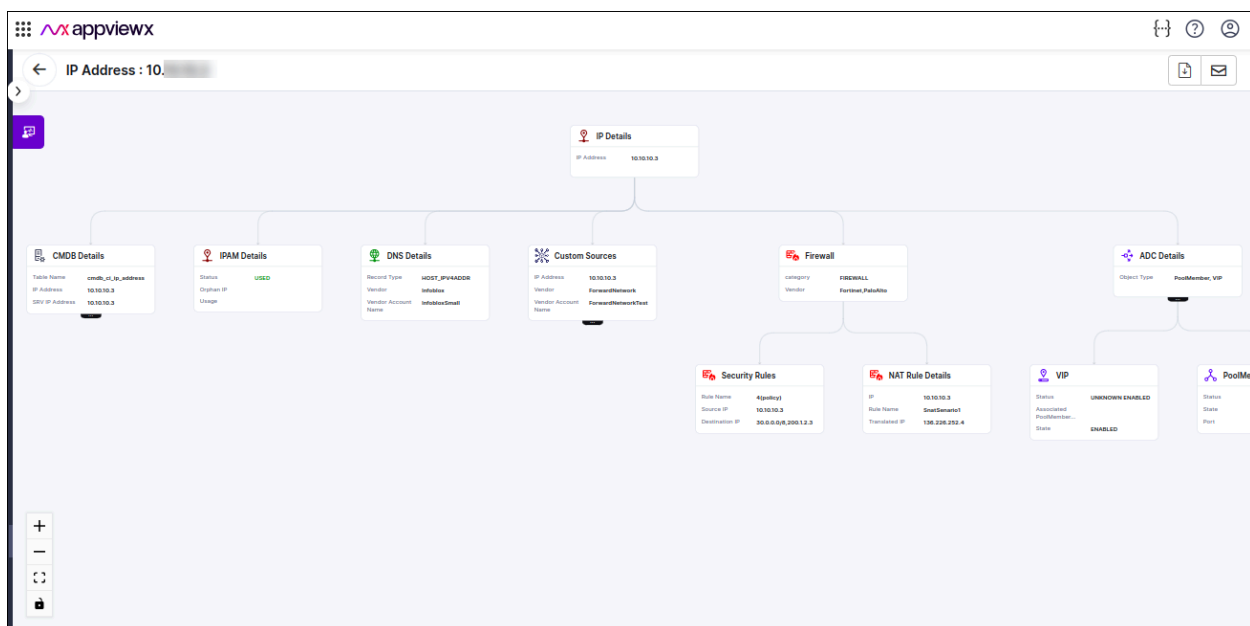 appviewx
IP Address : 10.
IP Details
IP Address 10.10.10.3
CMDB Details
Table Name cmdb_ci_ip_address
IP Address 10.10.10.3
SRV IP Address 10.10.10.3
IPAM Details
Status USED
Orphan IP
Usage
DNS Details
Record Type HOST_IPV4ADDR
Vendor Infoblox
Vendor Account Name InfobloxSmall
Custom Sources
IP Address 10.10.10.3
Vendor ForwardNetwork
Vendor Account Name ForwardNetworkTest
Firewall
category FIREWALL
Vendor Fortinet,PaloAlto
ADC Details
Object Type PoolMember, VIP
Security Rules
Rule Name 4(policy)
Source IP 10.10.10.3
Destination IP 30.0.0.0/8,200.1.2.3
NAT Rule Details
IP 10.10.10.3
Rule Name SnatSenario1
Translated IP 136.226.252.4
VIP
Status UNKNOWN ENABLED
Associated PoolMember...
State ENABLED
PoolMe
Status
State
Port